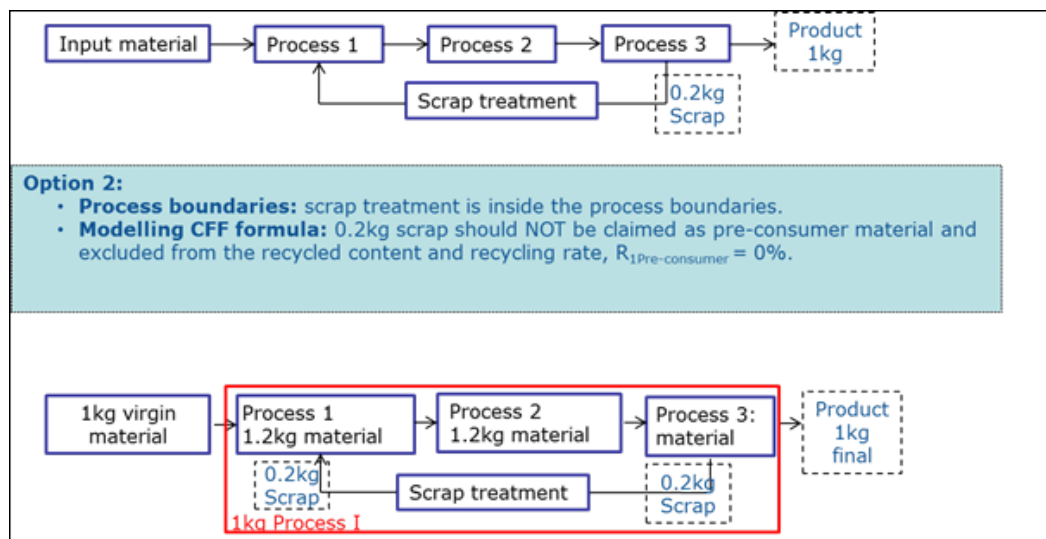 Input material
Process 1
Process 2
Process 3
Product
1kg
Scrap treatment
0.2kg
Scrap
Option 2:
• Process boundaries: scrap treatment is inside the process boundaries.
• Modelling CFF formula: 0.2kg scrap should NOT be claimed as pre-consumer material and
excluded from the recycled content and recycling rate, R1Pre-consumer = 0%.
1kg virgin
material
Process 1
1.2kg material
Process 2
1.2kg material
Process 3:
material
Product
1kg
final
0.2kg
Scrap
Scrap treatment
0.2kg
Scrap
1kg Process I